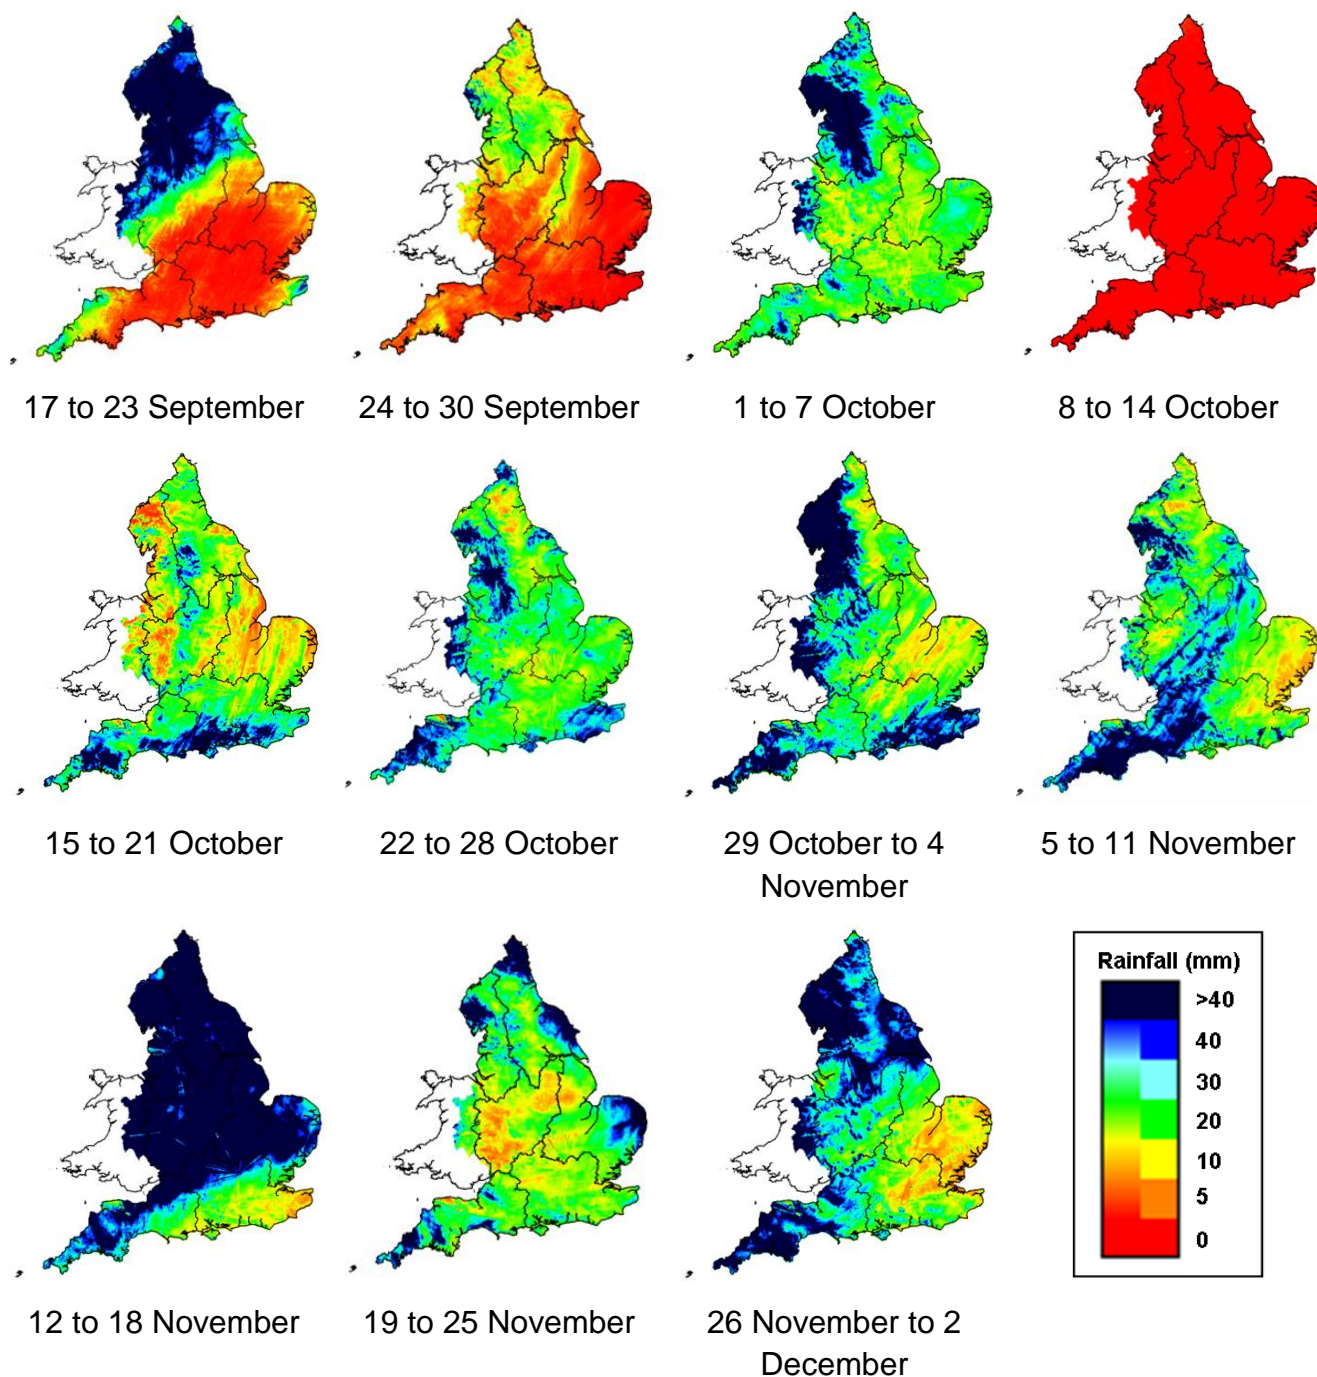 17 to 23 September
24 to 30 September
1 to 7 October
8 to 14 October
15 to 21 October
22 to 28 October
29 October to 4
November
5 to 11 November
12 to 18 November
19 to 25 November
26 November to 2
December
Rainfall (mm)
>40
40
30
20
10
5
0